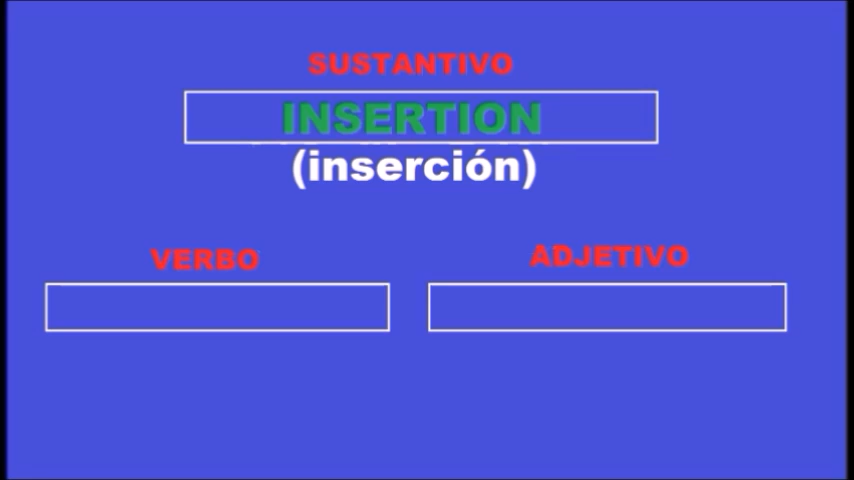 SUSTANTIVO
INSERTION
(inserción)
VERBO
ADJETIVO